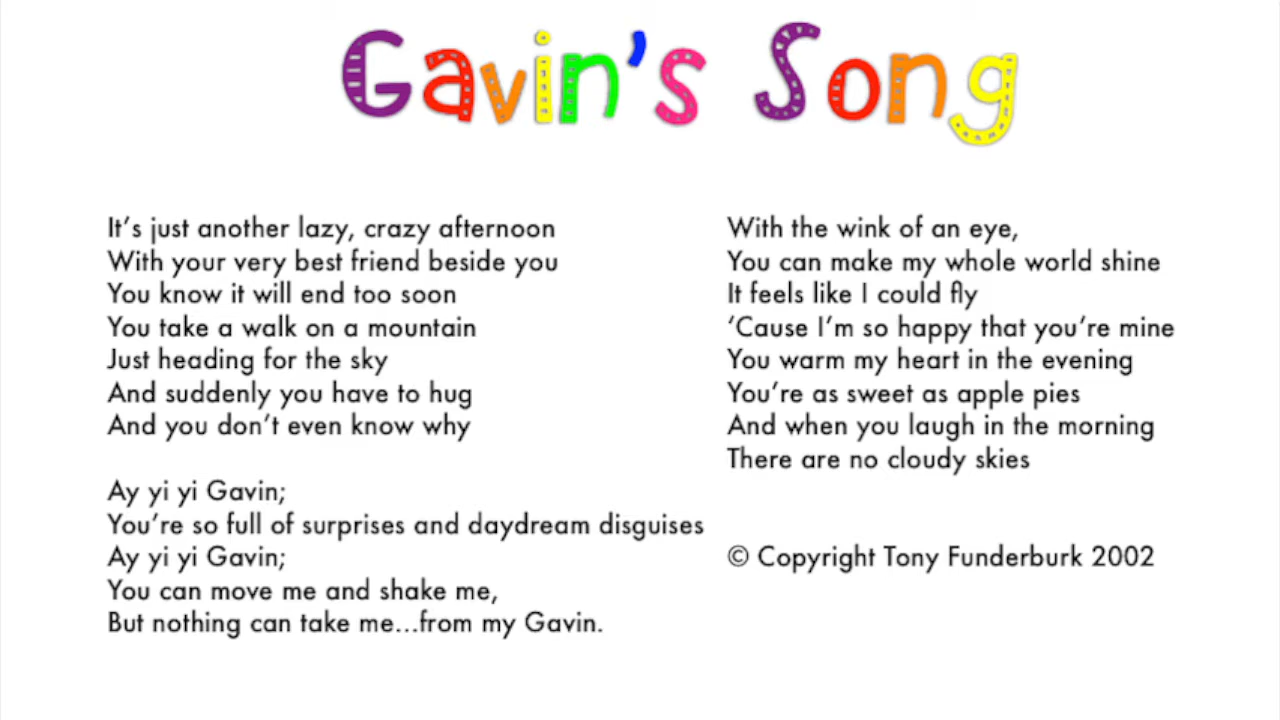 Gavin's Song
It's just another lazy, crazy afternoon
With your very best friend beside you
You know it will end too soon
You take a walk on a mountain
Just heading for the sky
And suddenly you have to hug
And you don't even know why
Ay yi yi Gavin;
You're so full of surprises and daydream disguises
Ay yi yi Gavin;
You can move me and shake me,
But nothing can take me...from my Gavin.
With the wink of an eye,
You can make my whole world shine
It feels like I could fly
‘Cause I'm so happy that you're mine
You warm my heart in the evening
You're as sweet as apple pies
And when you laugh in the morning
There are no cloudy skies
© Copyright Tony Funderburk 2002